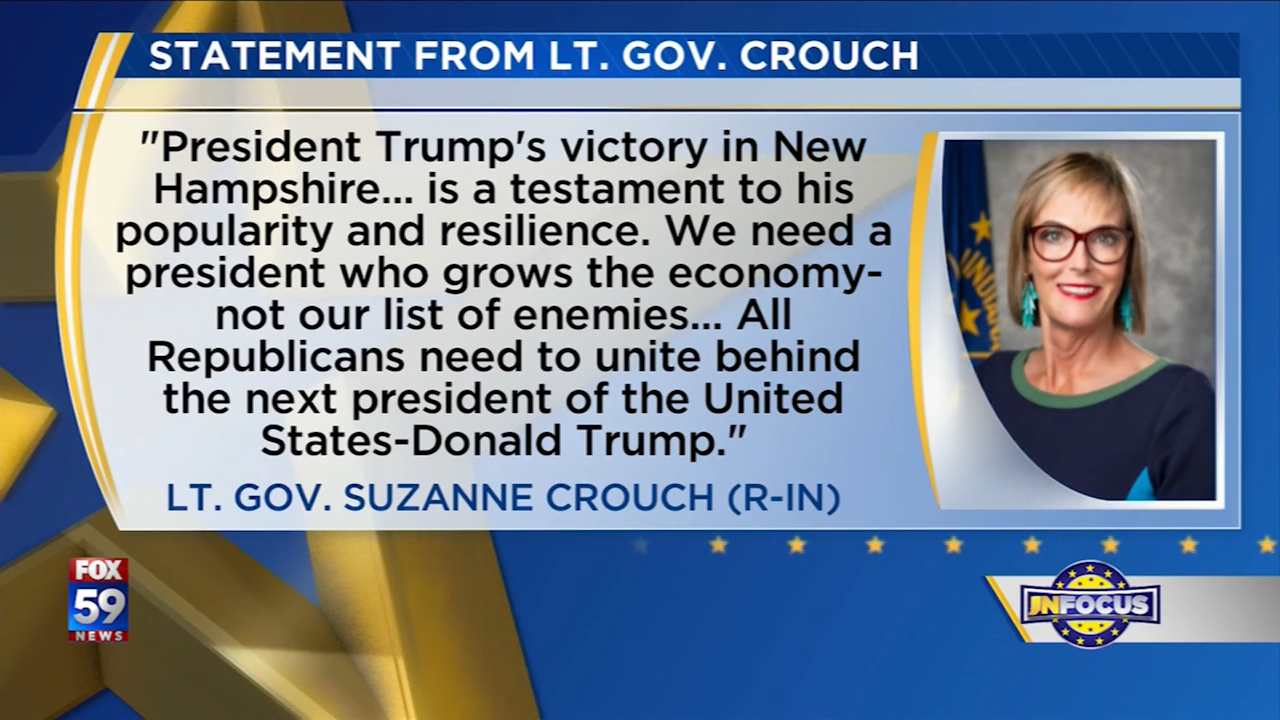 STATEMENT FROM LT. GOV. CROUCH
"President Trump's victory in New
Hampshire... is a testament to his
popularity and resilience. We need a
president who grows the economy-
not our list of enemies... All
Republicans need to unite behind
the next president of the United
States-Donald Trump."
LT. GOV. SUZANNE CROUCH (R-IN)
INDIANA
FOX
59
NEWS
INFOCUS